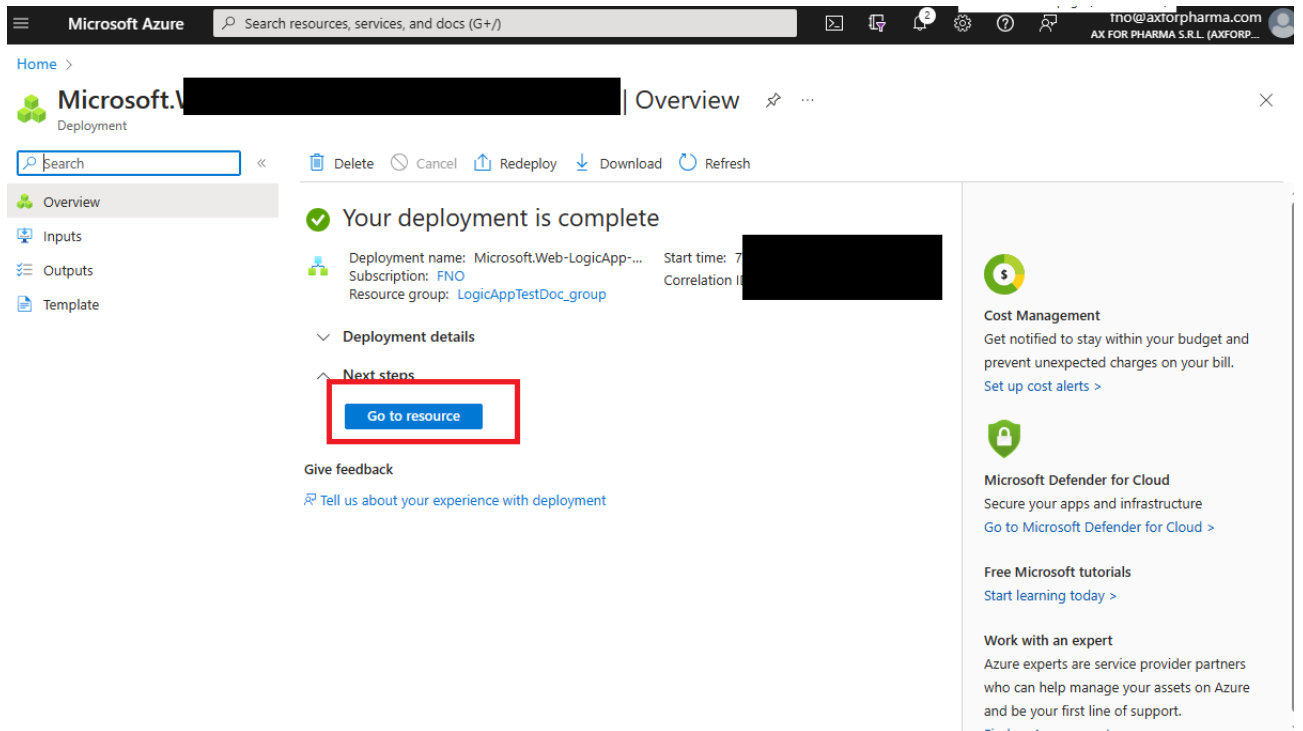 Microsoft Azure
Search resources, services, and docs (G+/)
2
fno@axforpharma.com
AX FOR PHARMA S.R.L. (AXFORP...
Home >
Microsoft.
| Overview
...
Deployment
Search
«
Delete
Cancel
Redeploy
Download
Refresh
Overview
Inputs
Outputs
Template
Your deployment is complete
Deployment name: Microsoft.Web-LogicApp-...
Subscription: FNO
Resource group: LogicAppTestDoc_group
Start time: 7
Correlation
Deployment details
Next steps
Go to resource
Give feedback
Tell us about your experience with deployment
$
Cost Management
Get notified to stay within your budget and
prevent unexpected charges on your bill.
Set up cost alerts >
Microsoft Defender for Cloud
Secure your apps and infrastructure
Go to Microsoft Defender for Cloud >
Free Microsoft tutorials
Start learning today >
Work with an expert
Azure experts are service provider partners
who can help manage your assets on Azure
and be your first line of support.